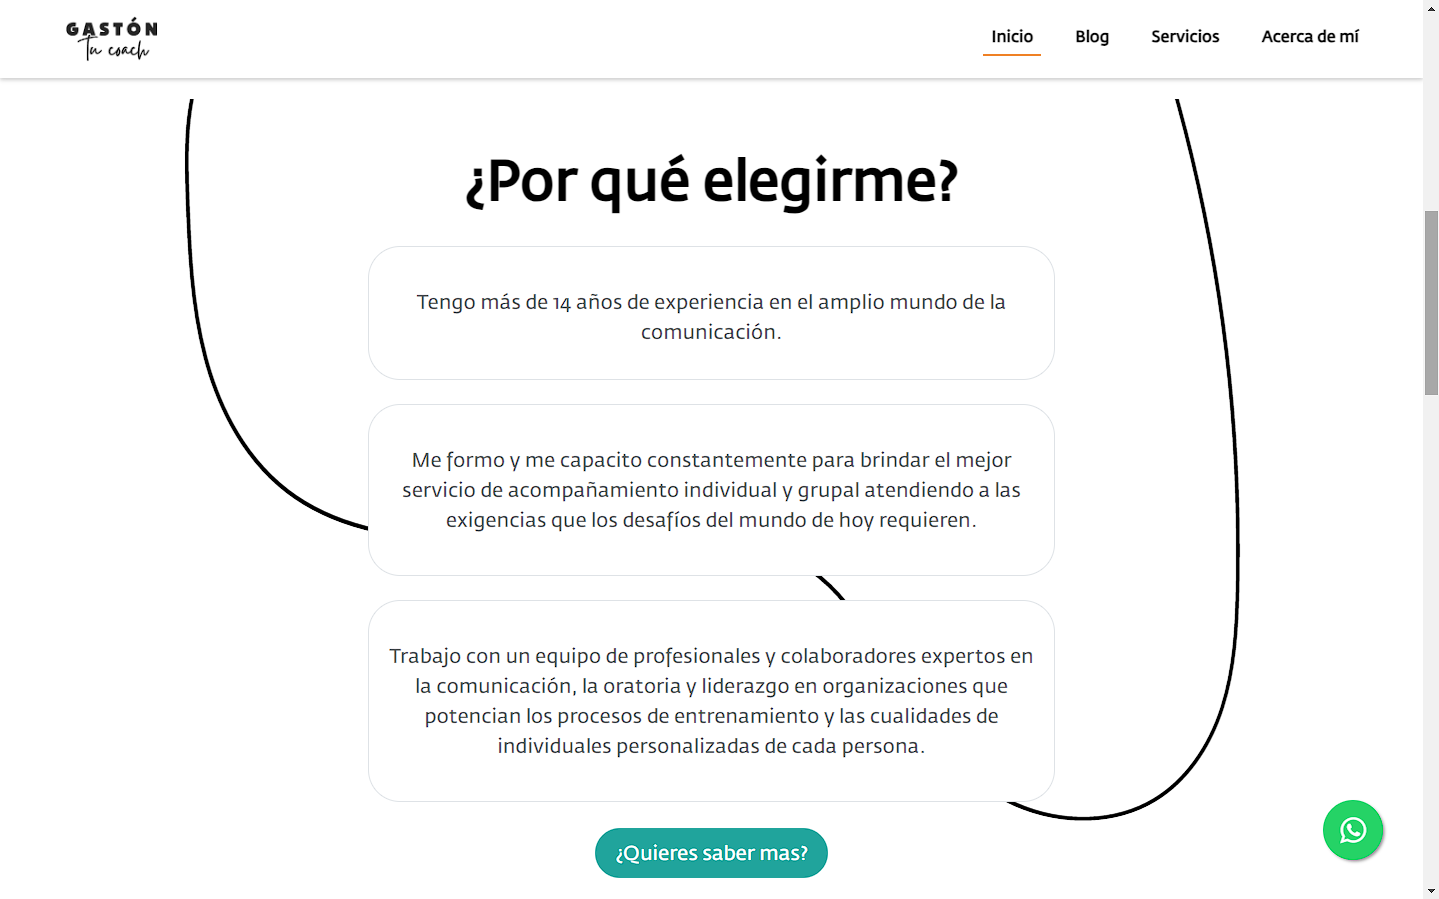 GASTÓN
Tu coach
Inicio
Blog
Servicios
Acerca de mí
¿Por qué elegirme?
Tengo más de 14 años de experiencia en el amplio mundo de la
comunicación.
Me formo y me capacito constantemente para brindar el mejor
servicio de acompañamiento individual y grupal atendiendo a las
exigencias que los desafíos del mundo de hoy requieren.
Trabajo con un equipo de profesionales y colaboradores expertos en
la comunicación, la oratoria y liderazgo en organizaciones que
potencian los procesos de entrenamiento y las cualidades de
individuales personalizadas de cada persona.
¿Quieres saber mas?